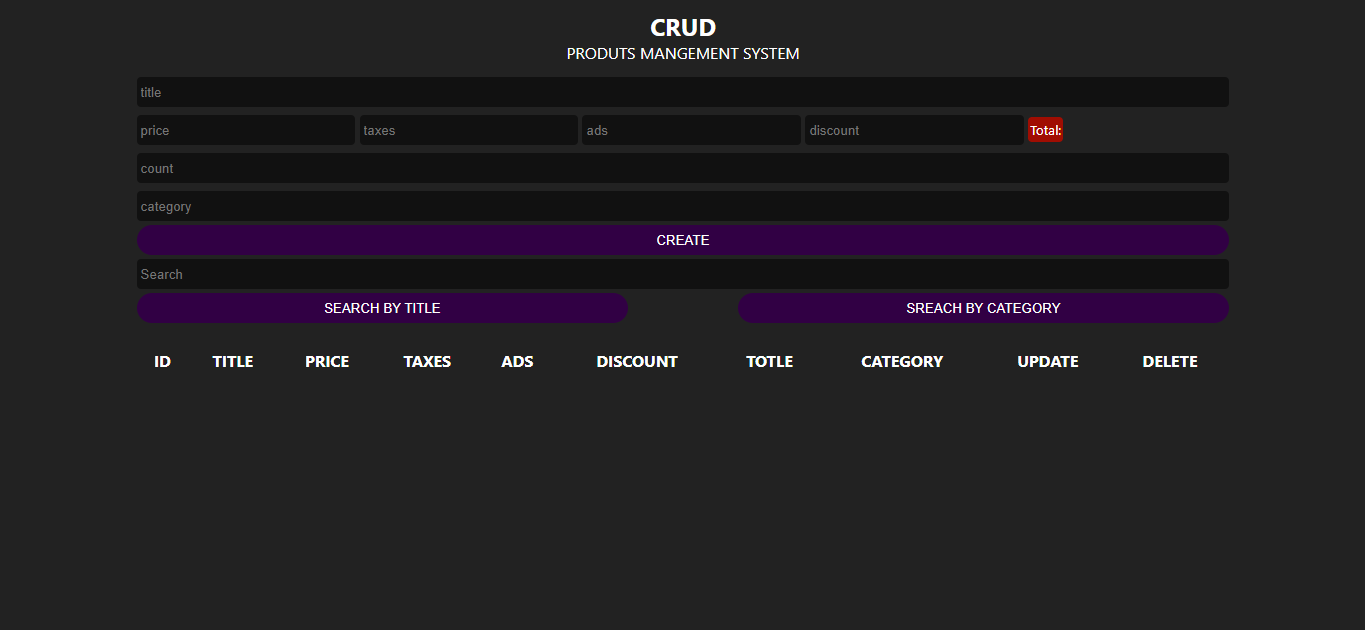 CRUD
PRODUTS MANGEMENT SYSTEM
title
price taxes ads discount Total:
count
category
CREATE
Search
SEARCH BY TITLE SREACH BY CATEGORY
ID TITLE PRICE TAXES ADS DISCOUNT TOTLE CATEGORY UPDATE DELETE